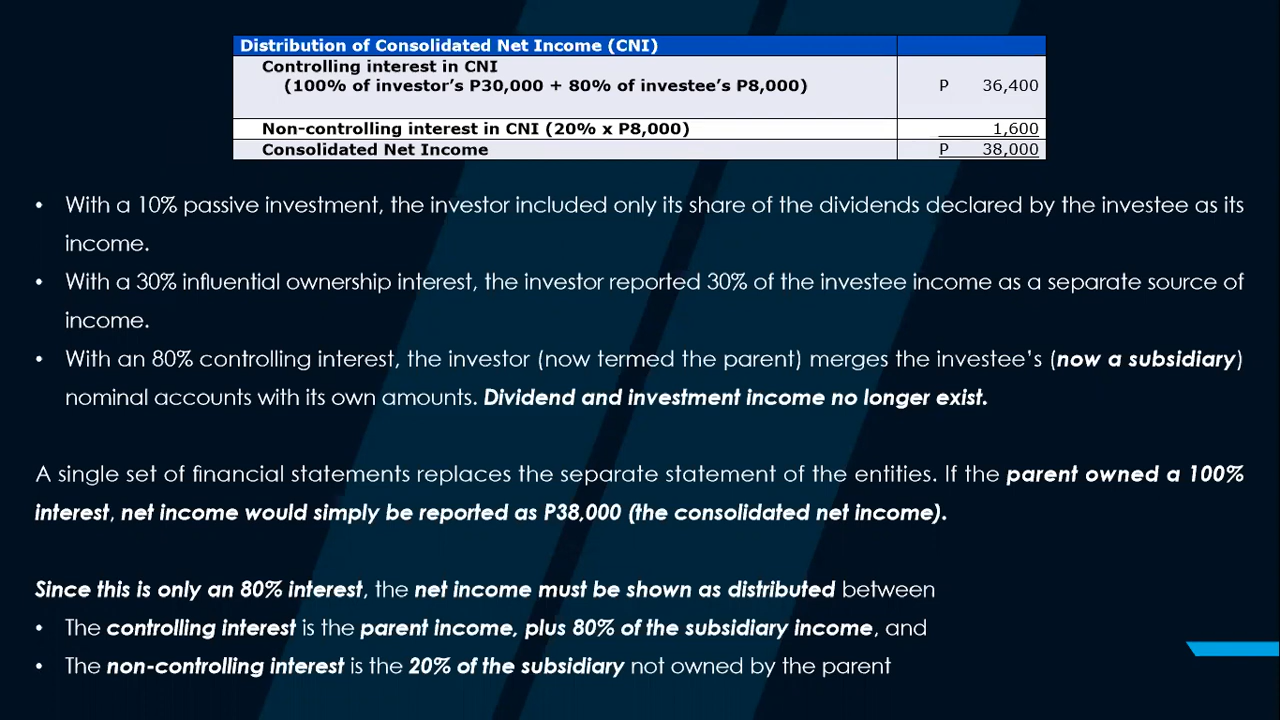 Distribution of Consolidated Net Income (CNI)
Controlling interest in CNI
(100% of investor's P30,000 + 80% of investee's P8,000) P 36,400
Non-controlling interest in CNI (20% x P8,000) 1,600
Consolidated Net Income P 38,000
• With a 10% passive investment, the investor included only its share of the dividends declared by the investee as its
income.
• With a 30% influential ownership interest, the investor reported 30% of the investee income as a separate source of
income.
• With an 80% controlling interest, the investor (now termed the parent) merges the investee's (now a subsidiary)
nominal accounts with its own amounts. Dividend and investment income no longer exist.
A single set of financial statements replaces the separate statement of the entities. If the parent owned a 100%
interest, net income would simply be reported as P38,000 (the consolidated net income).
Since this is only an 80% interest, the net income must be shown as distributed between
• The controlling interest is the parent income, plus 80% of the subsidiary income, and
• The non-controlling interest is the 20% of the subsidiary not owned by the parent